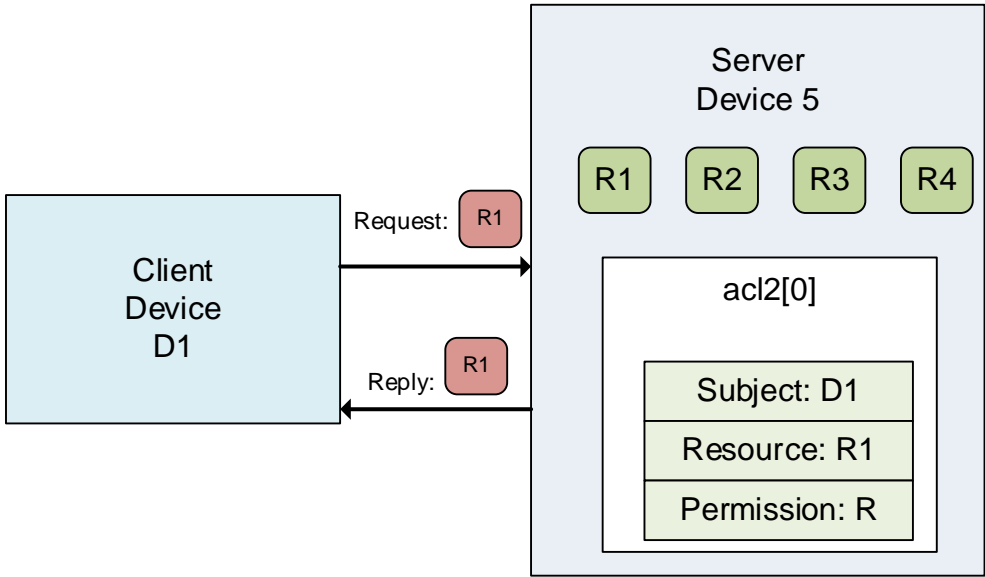 Server
Device 5
R1 R2 R3 R4
Request: R1
Client
Device
D1
Reply: R1
acl2[0]
Subject: D1
Resource: R1
Permission: R